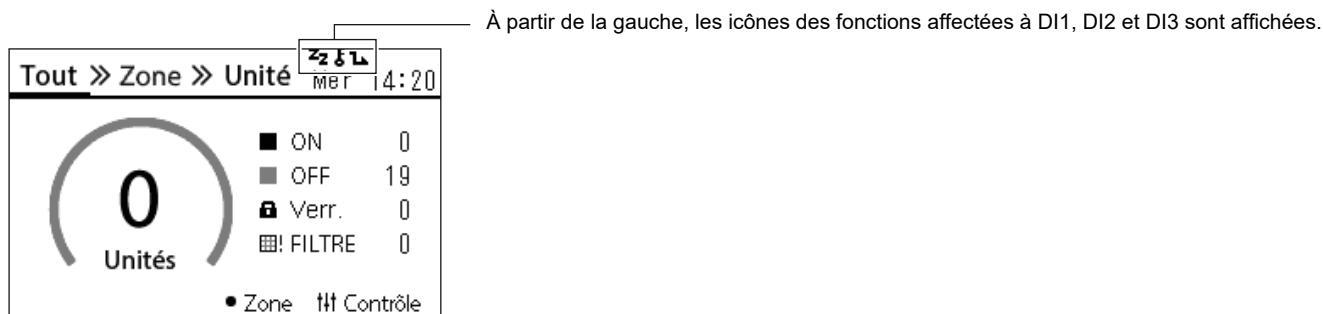 À partir de la gauche, les icônes des fonctions affectées à DI1, DI2 et DI3 sont affichées.
Tout » Zone » Unité Mer 14:20
ON 0
OFF 19
Verr. 0
! FILTRE 0
0
Unités
• Zone Contrôle